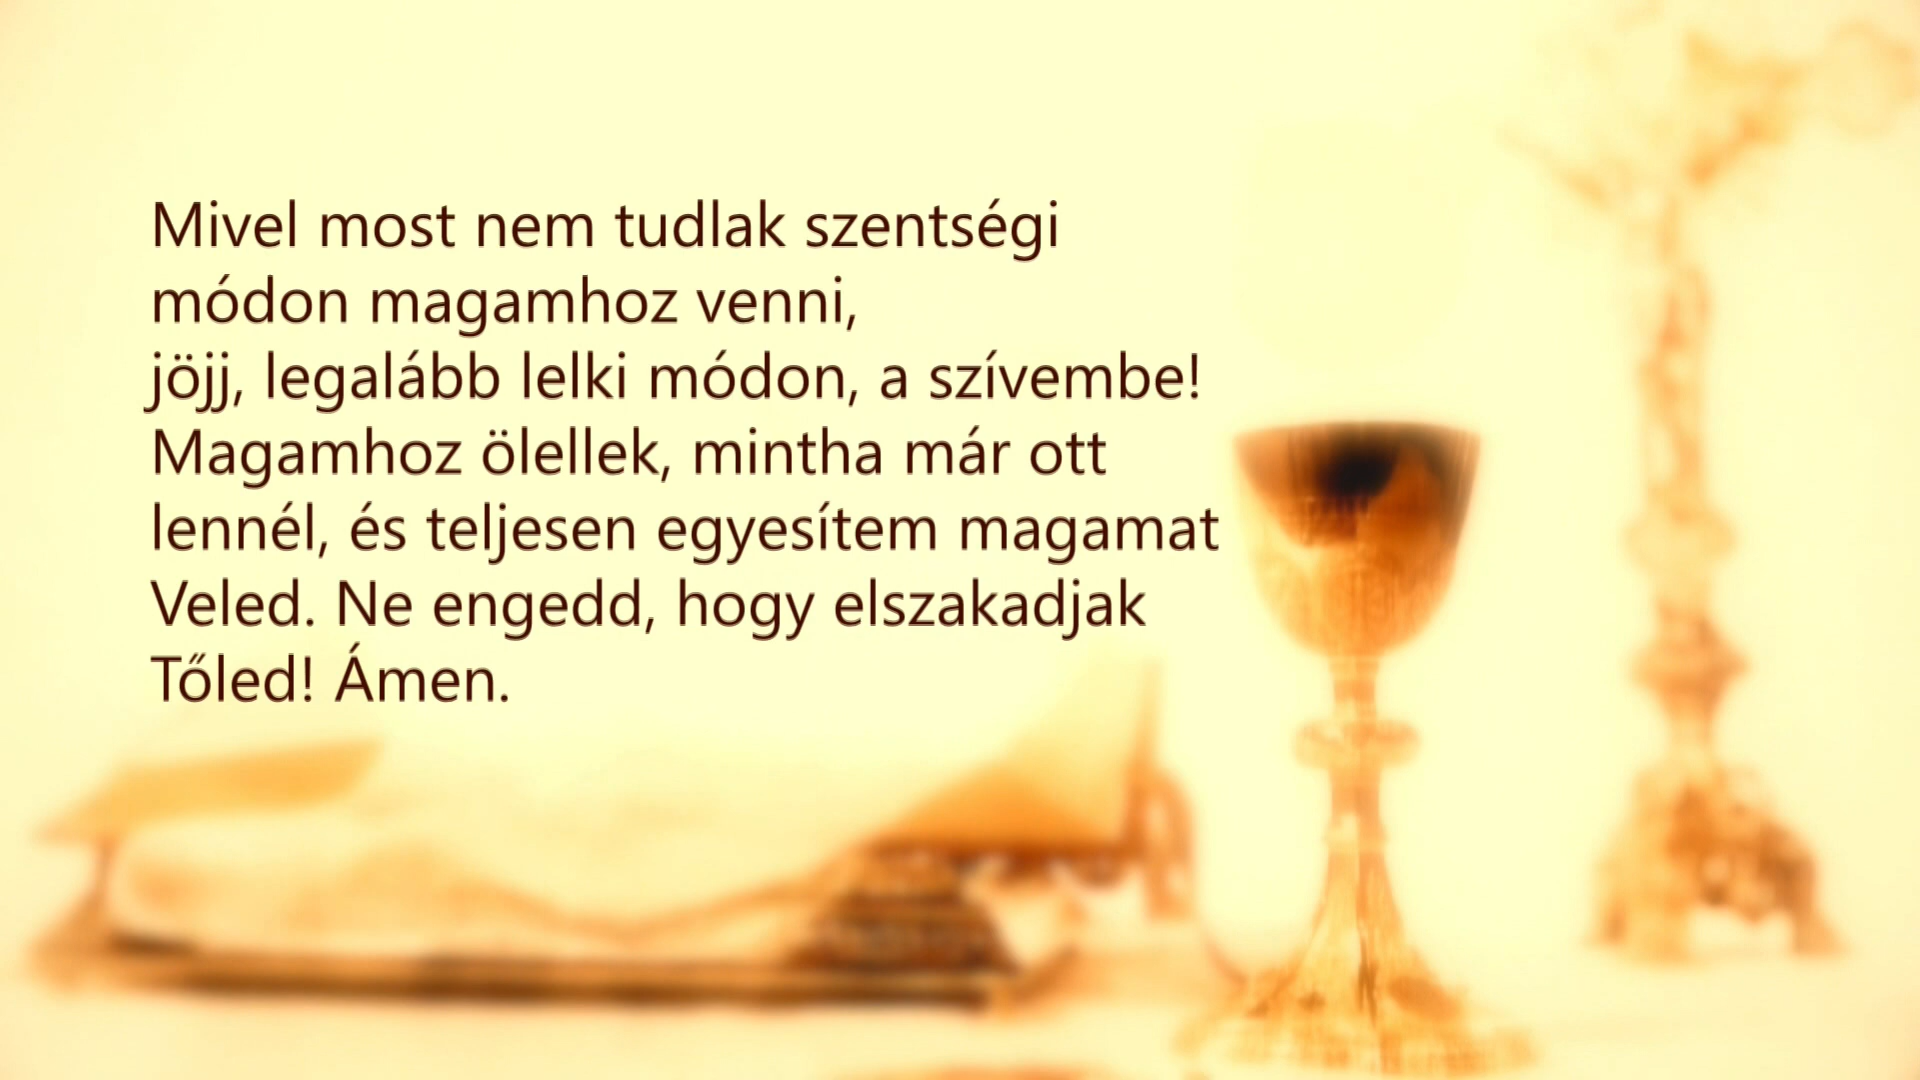 Mivel most nem tudlak szentségi
módon magamhoz venni,
jöjj, legalább lelki módon, a szívembe!
Magamhoz ölellek, mintha már ott
lennél, és teljesen egyesítem magamat
Veled. Ne engedd, hogy elszakadjak
Tőled! Ámen.